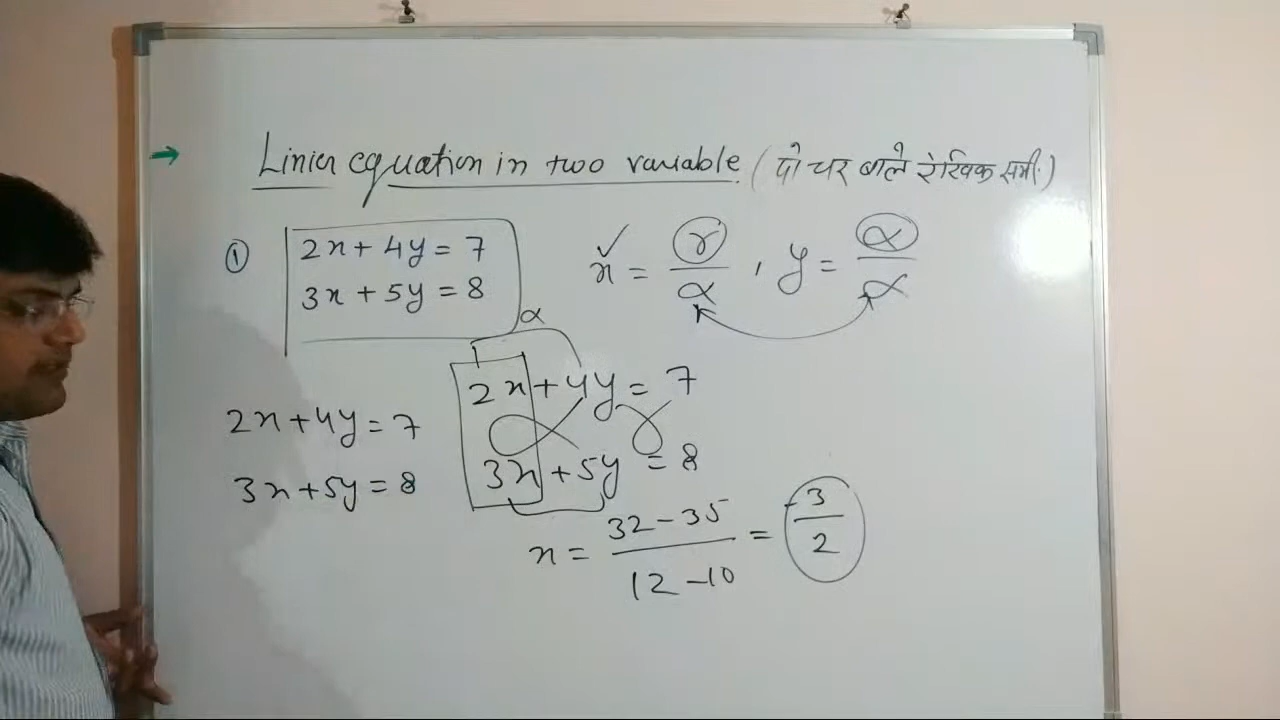 → Linier equation in two variable (दो चर वाले रेखिक समी.)
① 2x + 4y = 7
3x + 5y = 8
✓ x = r/α , y = α/α
α
2x + 4y = 7
3x + 5y = 8
2x + 4y = 7
3x + 5y = 8
x = 32 - 35 / 12 - 10 = -3/2